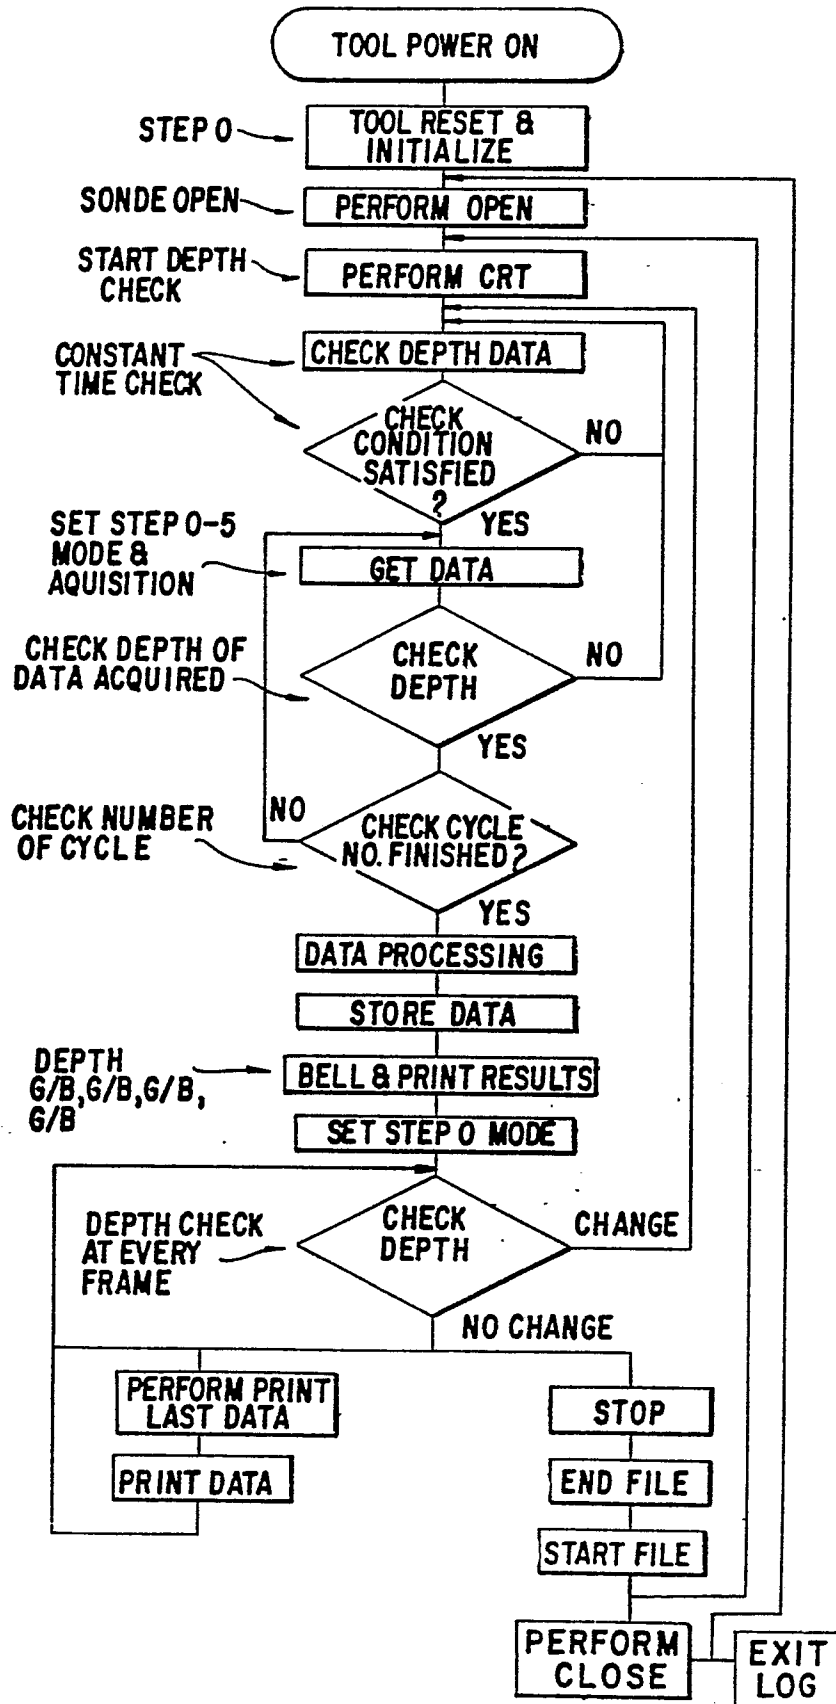 TOOL POWER ON
STEP 0
TOOL RESET &
INITIALIZE
SONDE OPEN
PERFORM OPEN
START DEPTH
CHECK
PERFORM CRT
CONSTANT
TIME CHECK
CHECK DEPTH DATA
CHECK
CONDITION
SATISFIED
?
NO
YES
SET STEP 0-5
MODE &
AQUISITION
GET DATA
CHECK DEPTH OF
DATA ACQUIRED
CHECK
DEPTH
NO
YES
CHECK NUMBER
OF CYCLE
NO
CHECK CYCLE
NO. FINISHED?
YES
DATA PROCESSING
STORE DATA
DEPTH
G/B,G/B,G/B,
G/B
BELL & PRINT RESULTS
SET STEP 0 MODE
DEPTH CHECK
AT EVERY
FRAME
CHECK
DEPTH
CHANGE
NO CHANGE
PERFORM PRINT
LAST DATA
PRINT DATA
STOP
END FILE
START FILE
PERFORM
CLOSE
EXIT
LOG